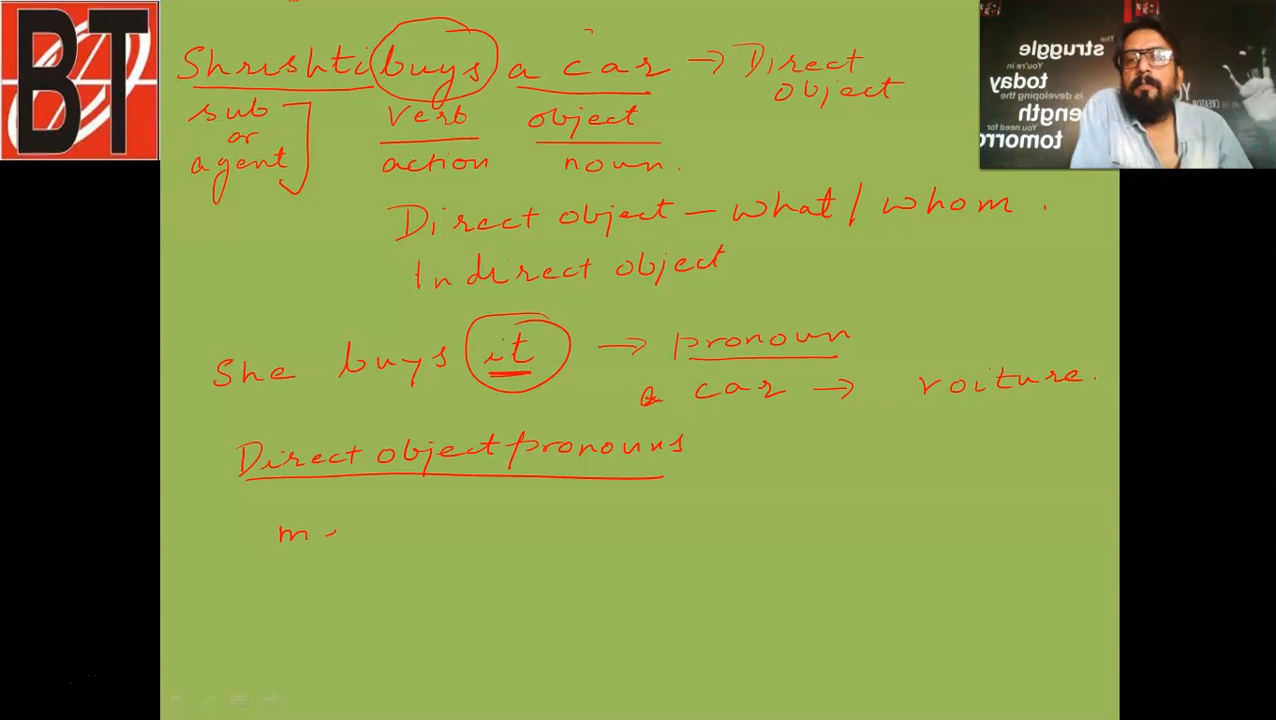 BT
Shrishti buys a car → Direct object
sub or agent
verb
action
object
noun.
Direct object - what / whom.
Indirect object
She buys it → pronoun
a car → voiture.
Direct object pronouns
m
The struggle
You're in
today
is developing the
strength
You need for
tomorrow